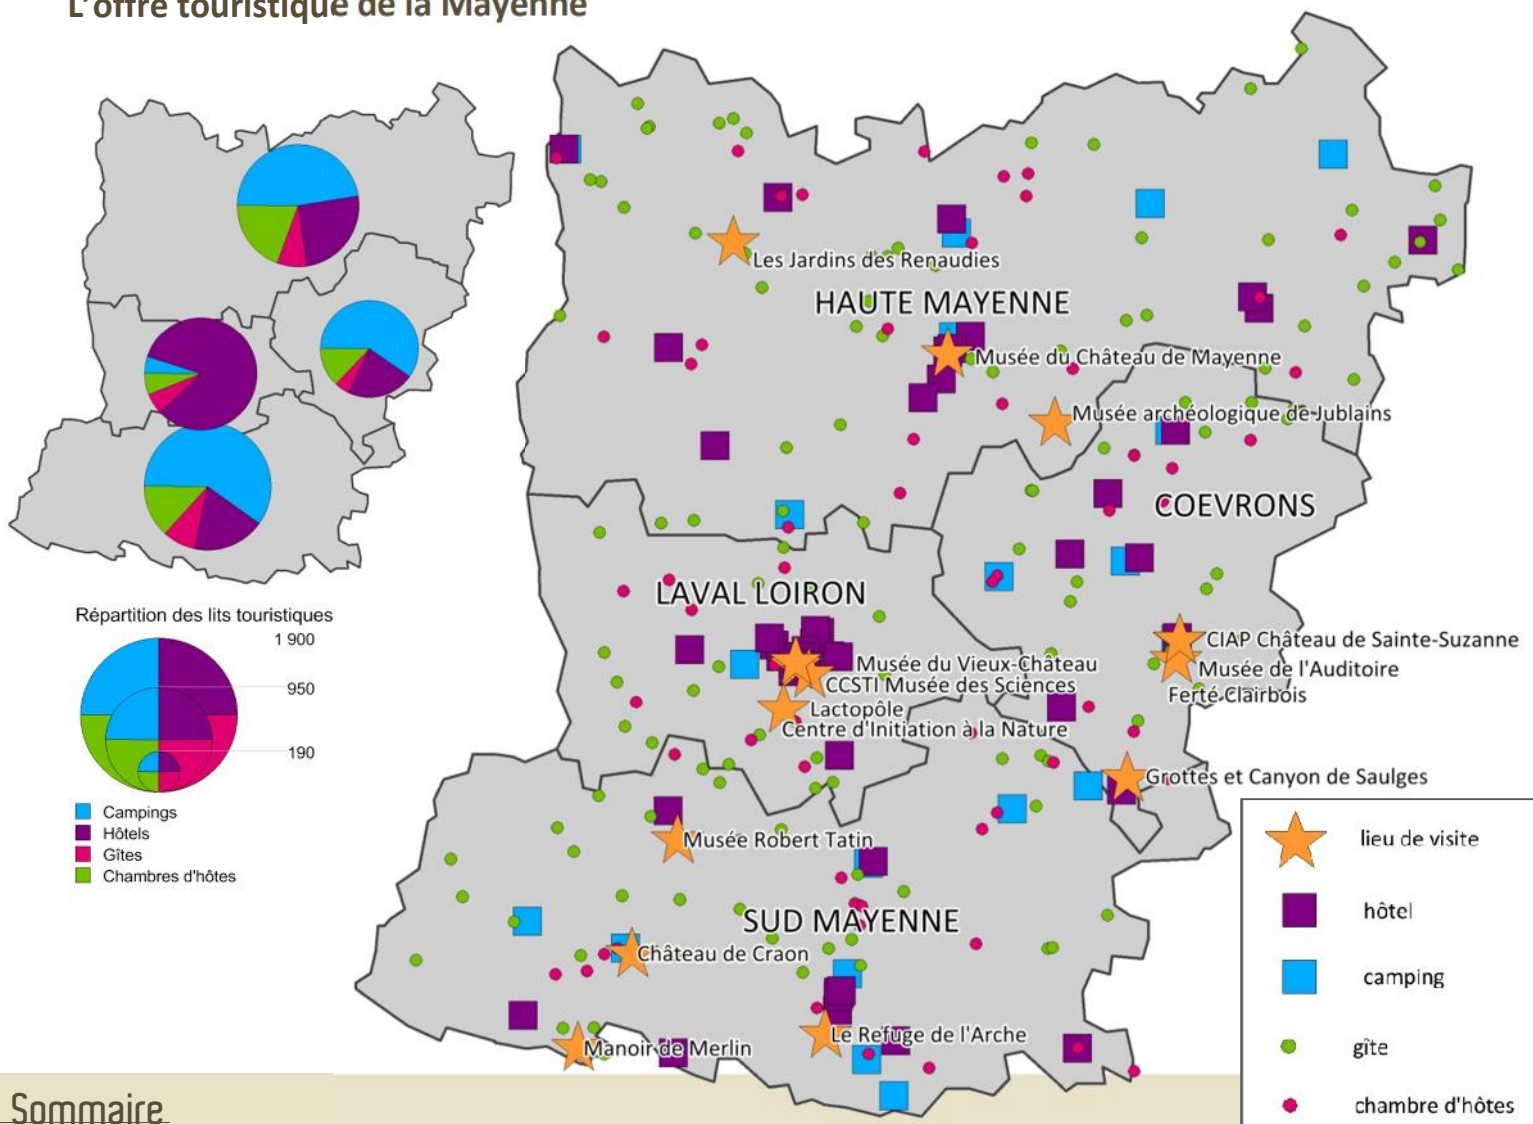 L'offre touristique de la Mayenne
Les Jardins des Renaudies
HAUTE MAYENNE
Musée du Château de Mayenne
Musée archéologique de Jublains
COEVRONS
LAVAL LOIRON
CIAP Château de Sainte-Suzanne
Musée de l'Auditoire
Ferté Clairbois
Musée du Vieux-Château
CCSTI Musée des Sciences
Lactopôle
Centre d'Initiation à la Nature
Grottes et Canyon de Saulges
Musée Robert Tatin
SUD MAYENNE
Château de Craon
Le Refuge de l'Arche
Manoir de Merlin
Répartition des lits touristiques
1 900
950
190
Campings
Hôtels
Gîtes
Chambres d'hôtes
lieu de visite
hôtel
camping
gîte
chambre d'hôtes
Sommaire